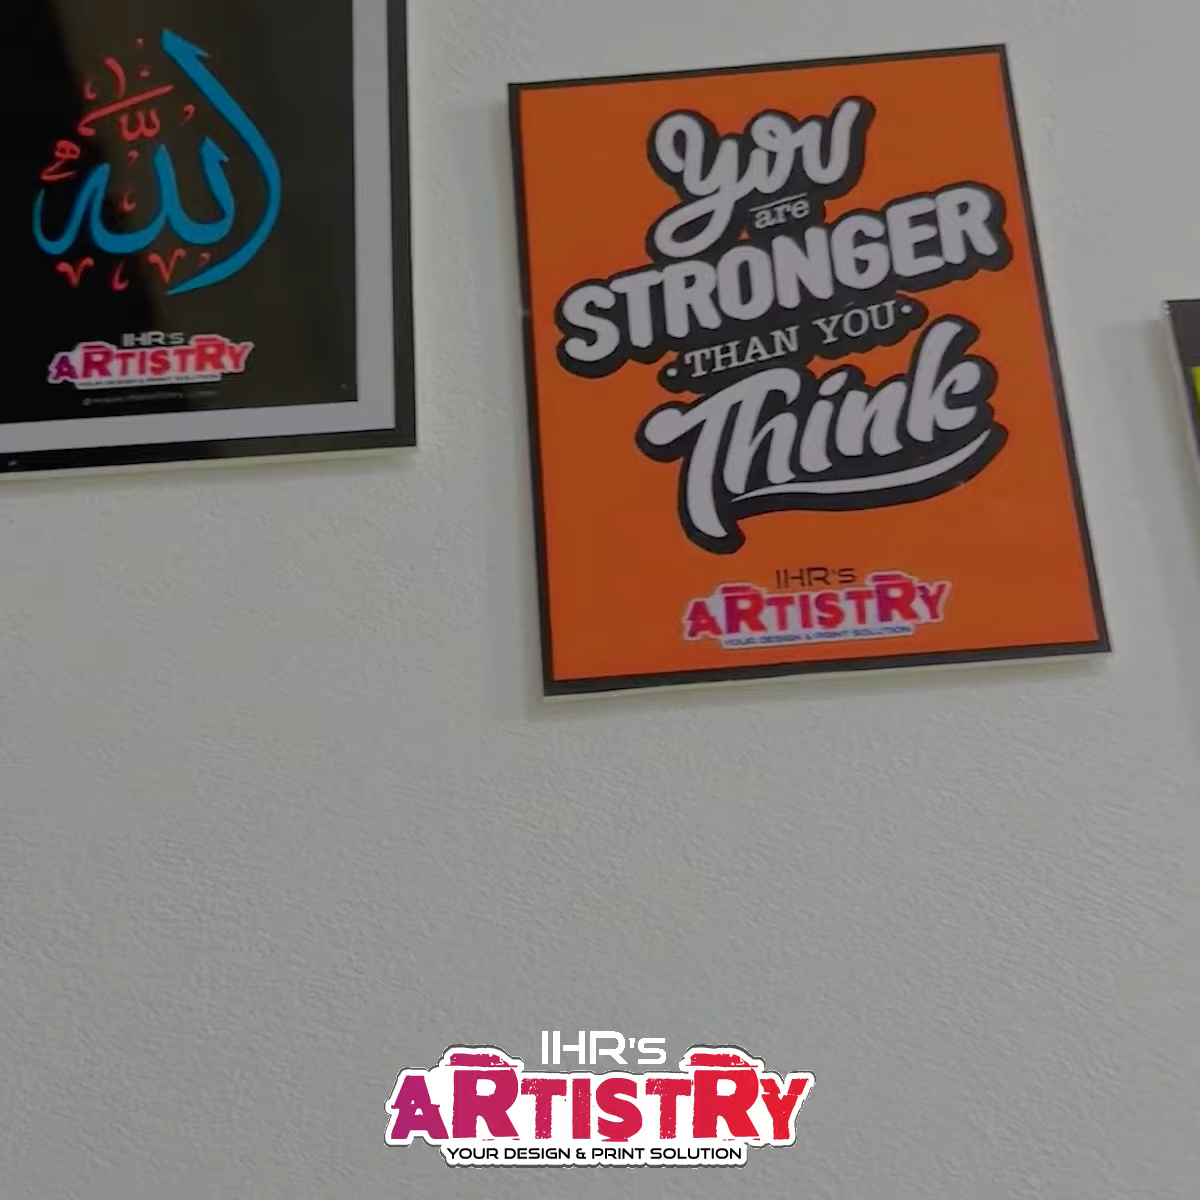 الله
IHR's
ARTISTRY
YOUR DESIGN & PRINT SOLUTION
You
are
STRONGER
·THAN YOU·
Think
IHR's
ARTISTRY
YOUR DESIGN & PRINT SOLUTION
IHR's
ARTISTRY
YOUR DESIGN & PRINT SOLUTION